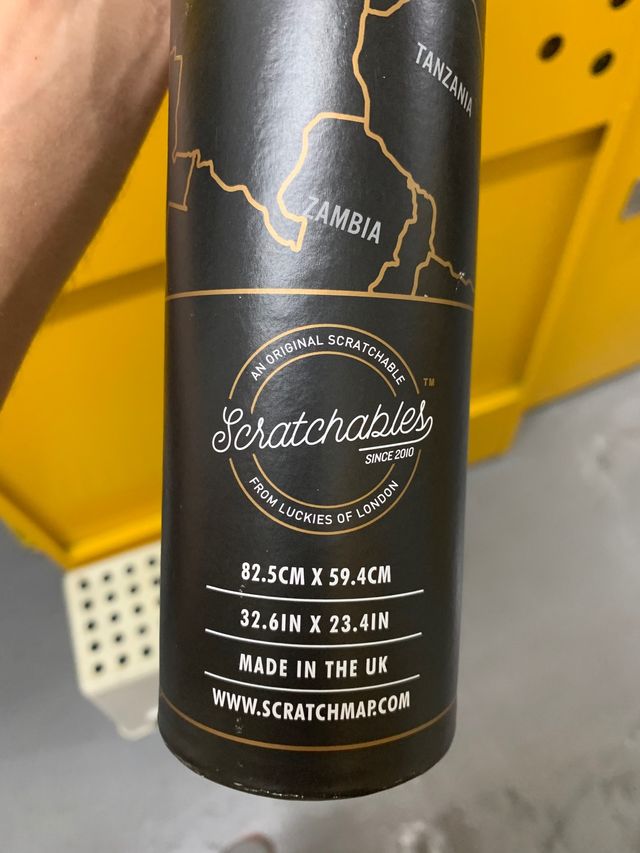 TANZANIA
ZAMBIA
AN ORIGINAL SCRATCHABLE
TM
Scratchables
SINCE 2010
FROM LUCKIES OF LONDON
82.5CM X 59.4CM
32.6IN X 23.4IN
MADE IN THE UK
WWW.SCRATCHMAP.COM